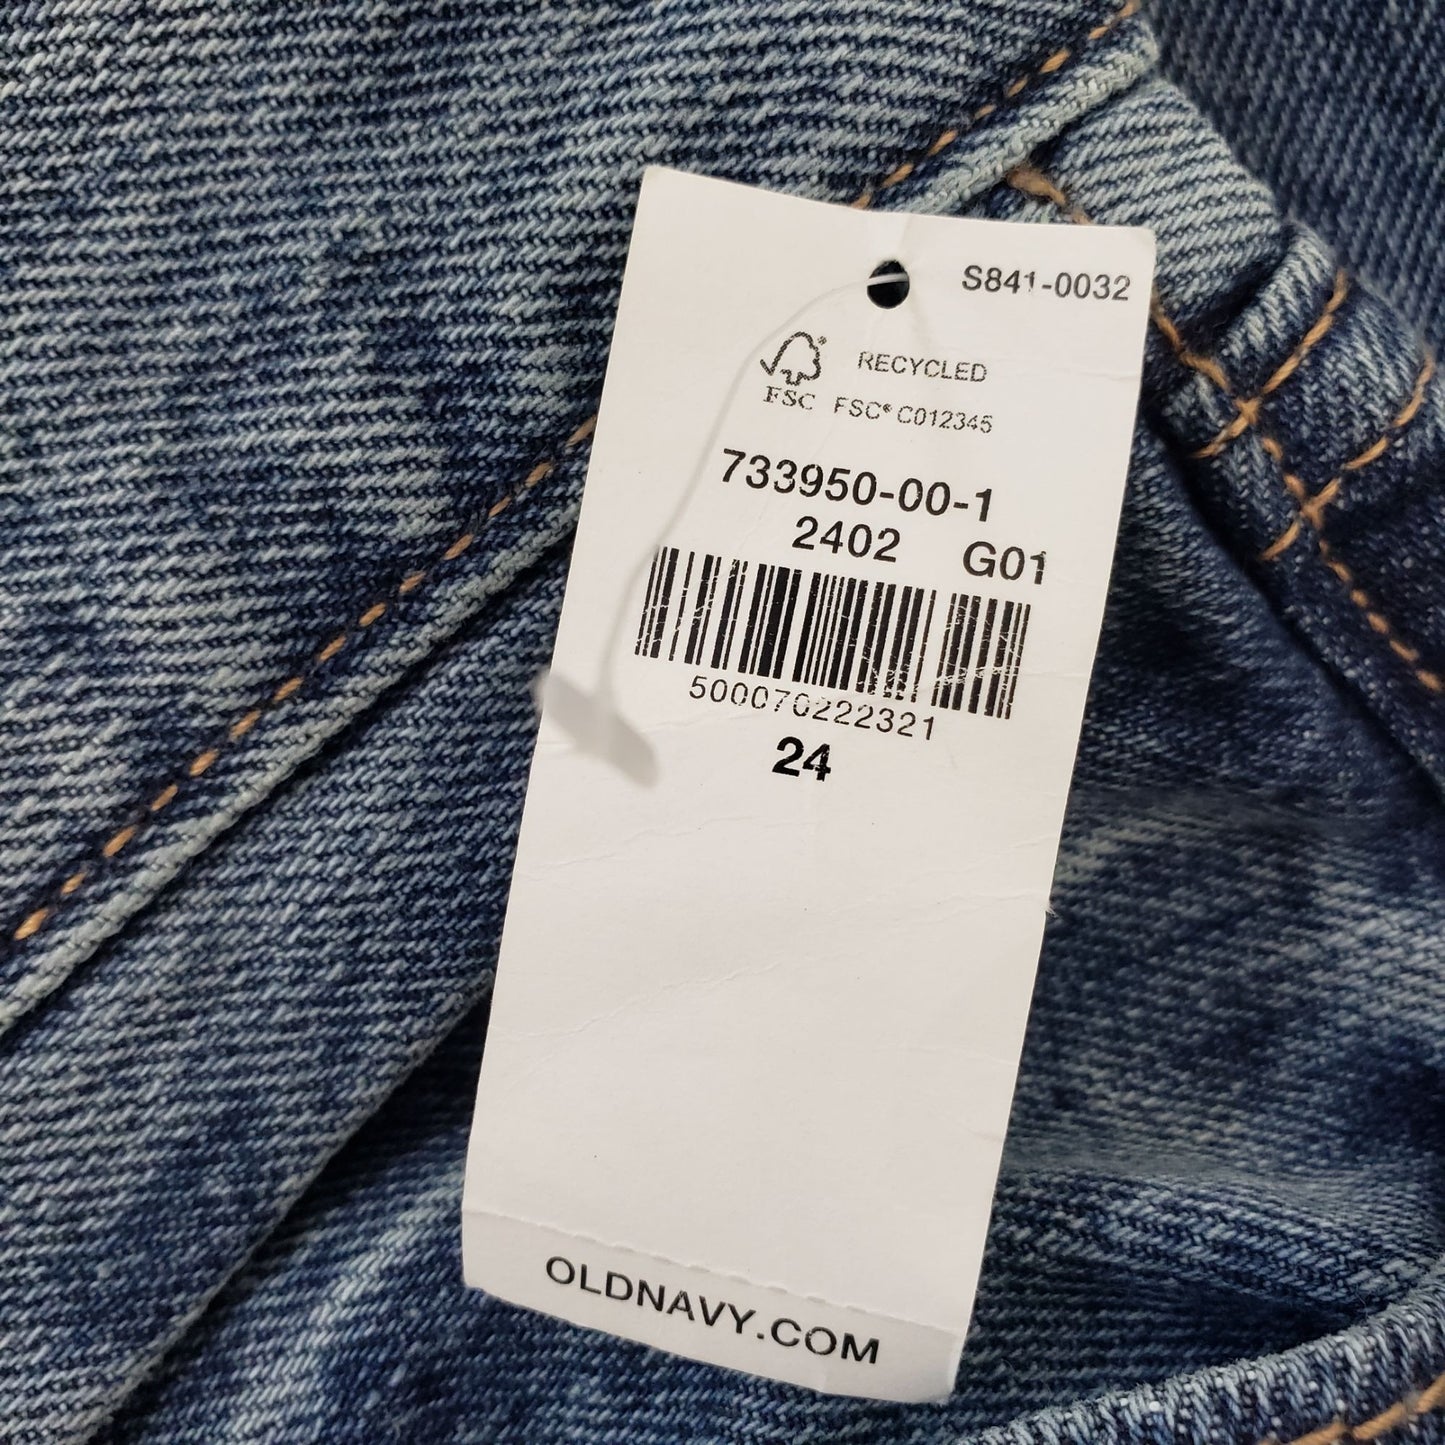 S841-0032
RECYCLED
FSC FSC® C012345
733950-00-1
2402 G01
500070222321
24
OLDNAVY.COM